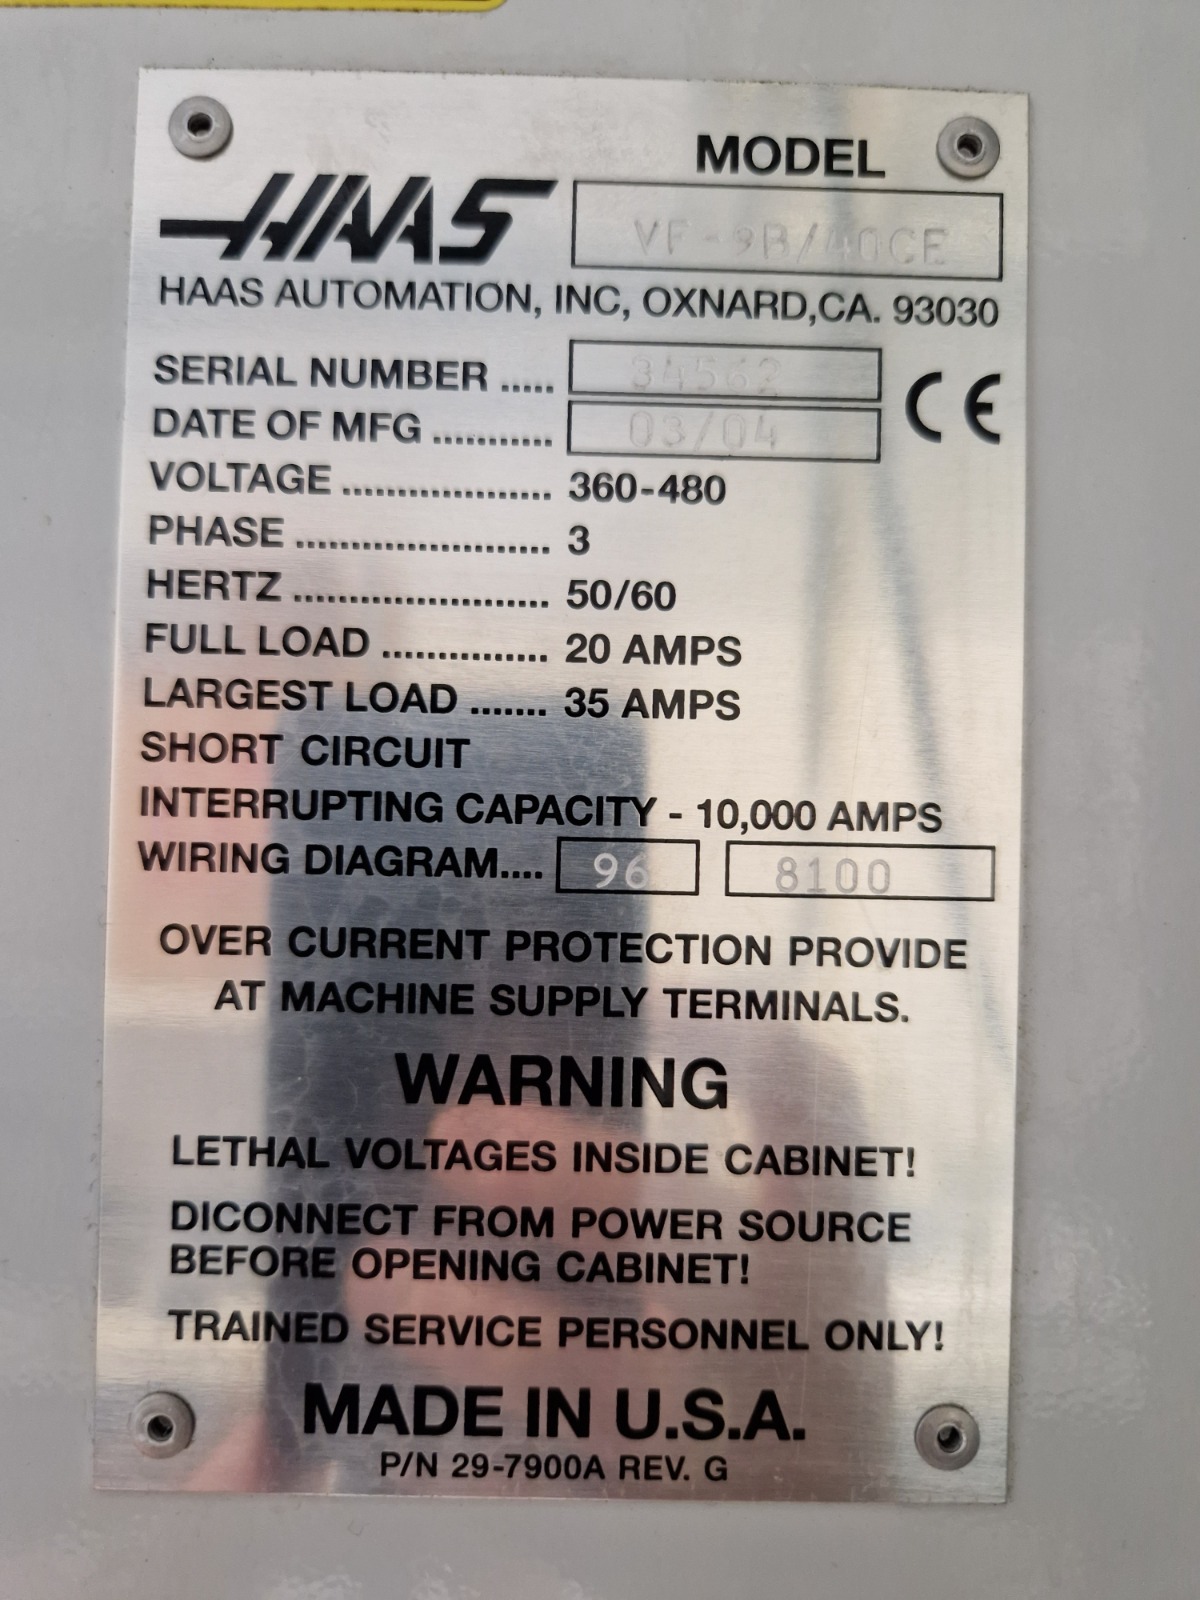 MODEL
HAAS
VF-9B/40CE
HAAS AUTOMATION, INC, OXNARD,CA. 93030
SERIAL NUMBER ..... 34562
CE
DATE OF MFG ........... 03/04
VOLTAGE ................... 360-480
PHASE ....................... 3
HERTZ ....................... 50/60
FULL LOAD ............... 20 AMPS
LARGEST LOAD ....... 35 AMPS
SHORT CIRCUIT
INTERRUPTING CAPACITY - 10,000 AMPS
WIRING DIAGRAM.... 96 8100
OVER CURRENT PROTECTION PROVIDE
AT MACHINE SUPPLY TERMINALS.
WARNING
LETHAL VOLTAGES INSIDE CABINET!
DICONNECT FROM POWER SOURCE
BEFORE OPENING CABINET!
TRAINED SERVICE PERSONNEL ONLY!
MADE IN U.S.A.
P/N 29-7900A REV. G